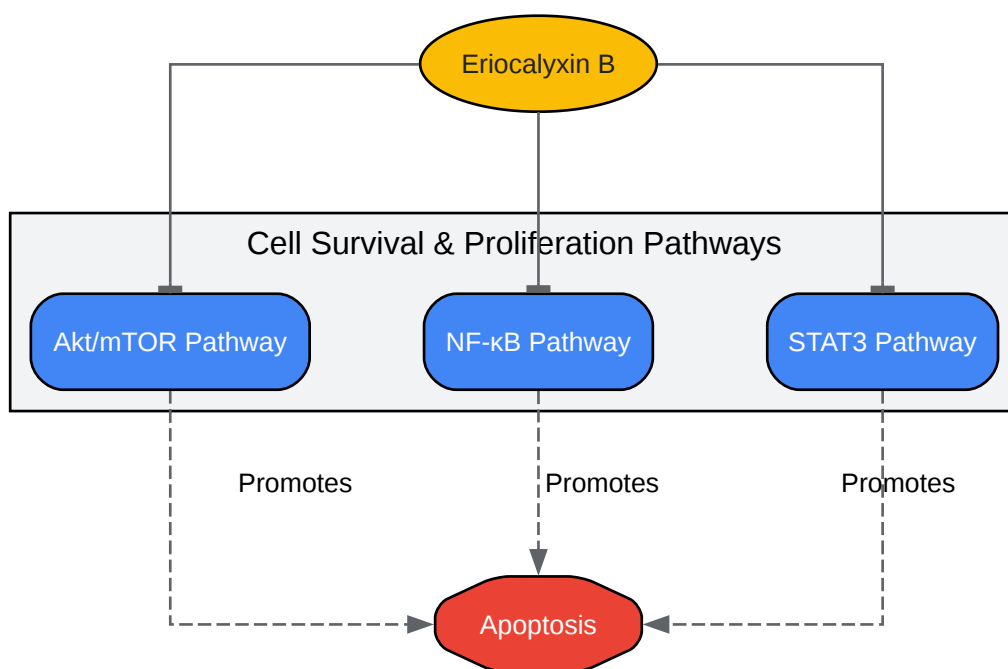 Eriocalyxin B
Cell Survival & Proliferation Pathways
Akt/mTOR Pathway
NF-κB Pathway
STAT3 Pathway
Promotes
Promotes
Promotes
Apoptosis